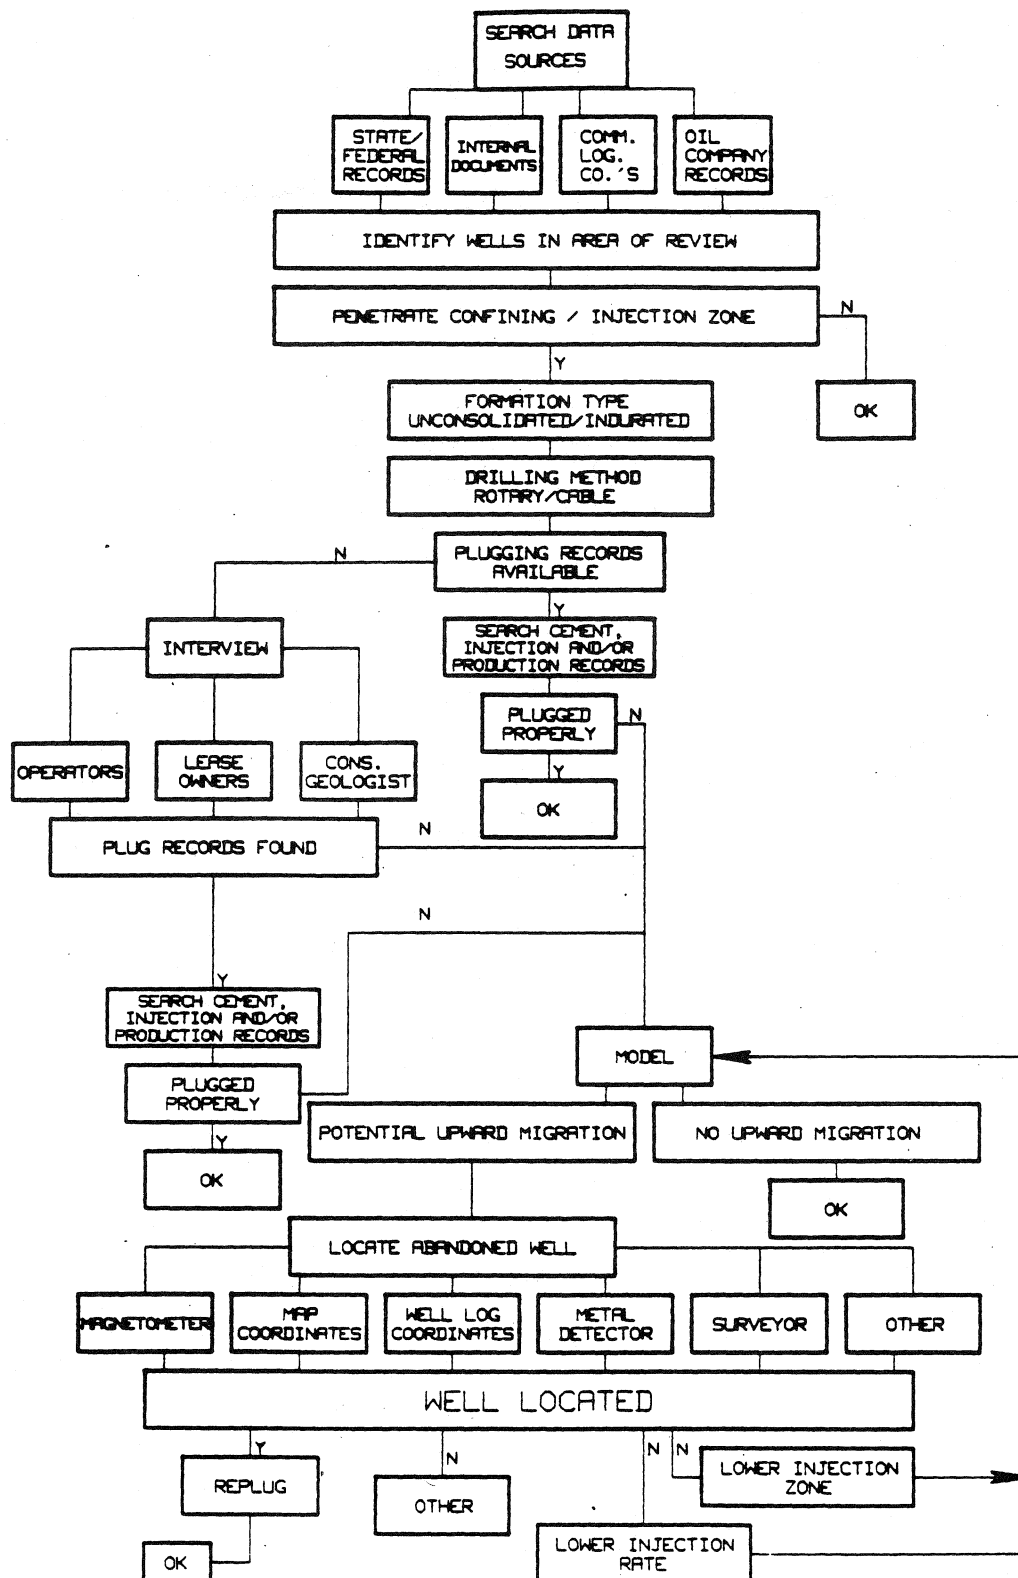 SEARCH DATA
SOURCES
STATE/
FEDERAL
RECORDS
INTERNAL
DOCUMENTS
COMM.
LOG.
CO.'S
OIL
COMPANY
RECORDS
IDENTIFY WELLS IN AREA OF REVIEW
PENETRATE CONFINING / INJECTION ZONE
N
Y
OK
FORMATION TYPE
UNCONSOLIDATED/INDURATED
DRILLING METHOD
ROTARY/CABLE
PLUGGING RECORDS
AVAILABLE
N
Y
INTERVIEW
SEARCH CEMENT,
INJECTION AND/OR
PRODUCTION RECORDS
PLUGGED
PROPERLY
N
Y
OK
OPERATORS
LEASE
OWNERS
CONS.
GEOLOGIST
PLUG RECORDS FOUND
N
N
Y
SEARCH CEMENT,
INJECTION AND/OR
PRODUCTION RECORDS
PLUGGED
PROPERLY
Y
OK
MODEL
POTENTIAL UPWARD MIGRATION
NO UPWARD MIGRATION
OK
LOCATE ABANDONED WELL
MAGNETOMETER
MAP
COORDINATES
WELL LOG
COORDINATES
METAL
DETECTOR
SURVEYOR
OTHER
WELL LOCATED
Y
N
N
N
REPLUG
OTHER
LOWER INJECTION
ZONE
OK
LOWER INJECTION
RATE